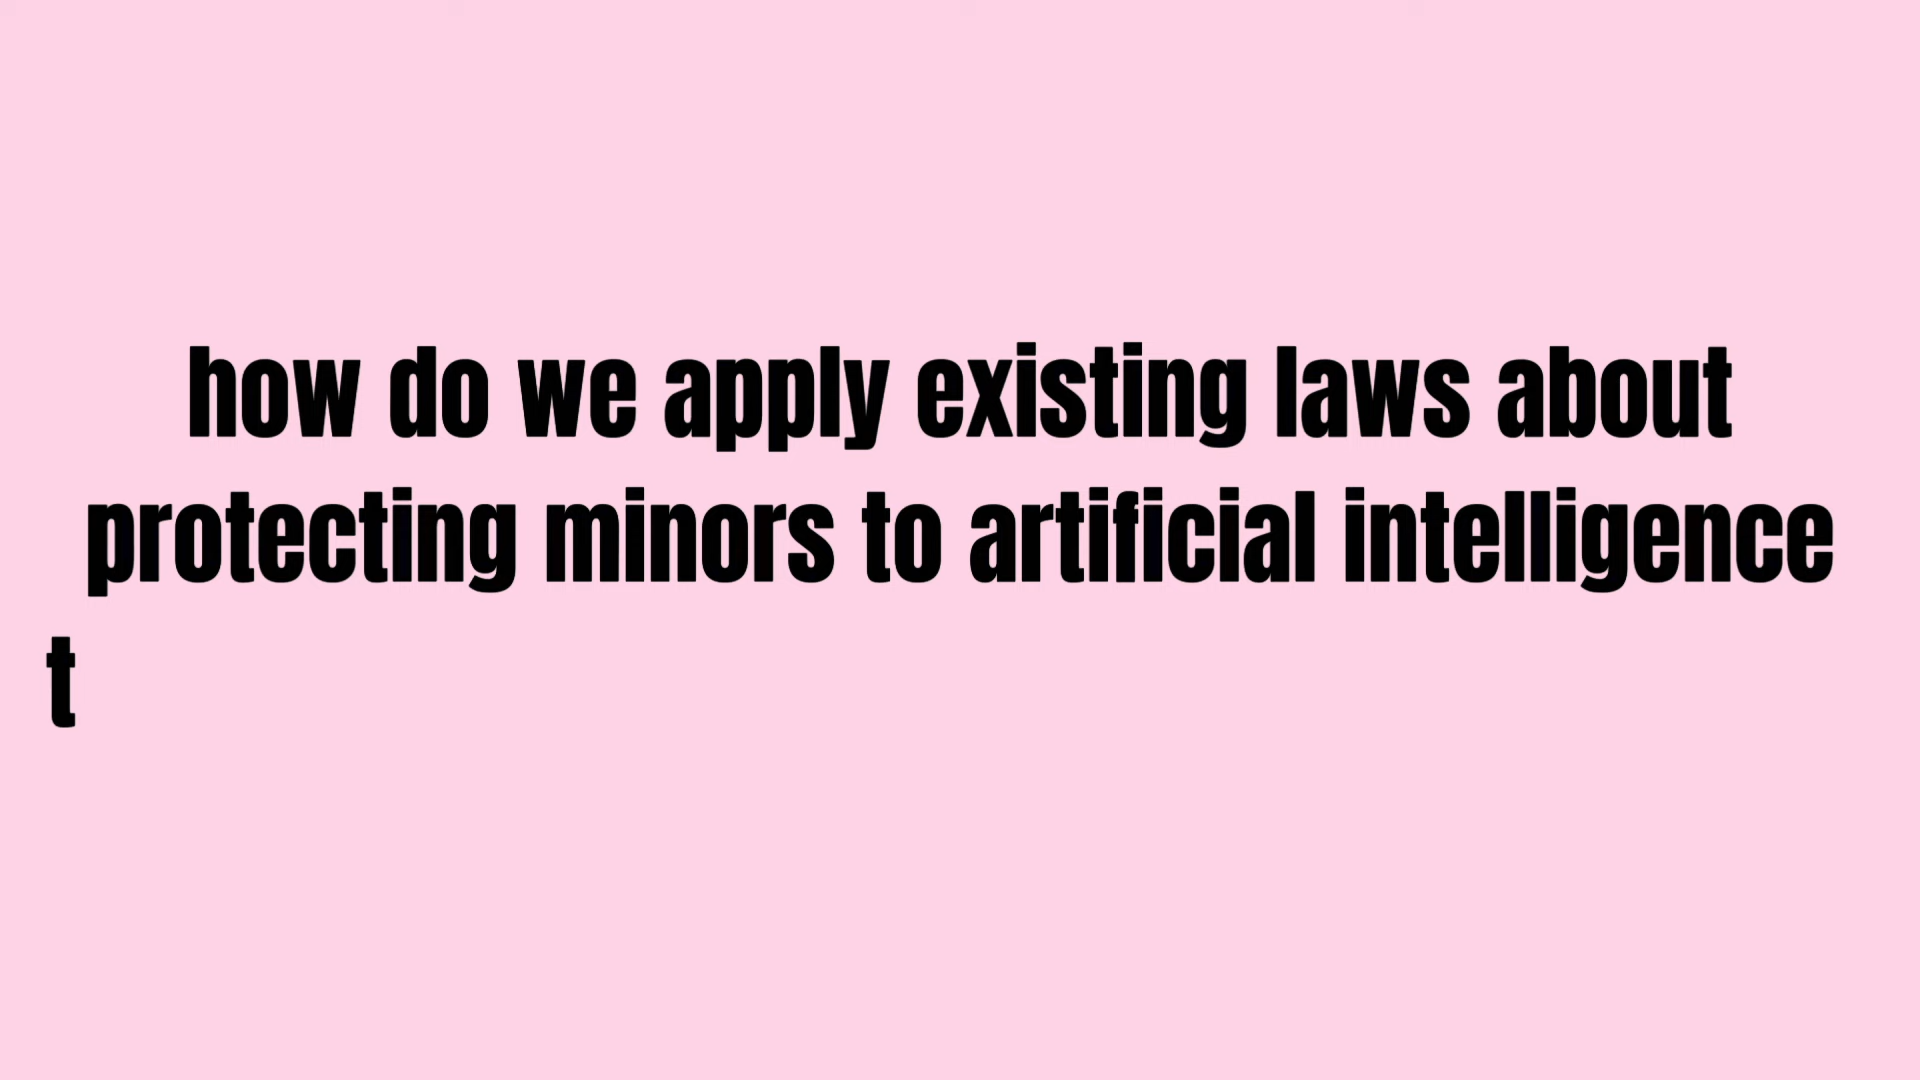 how do we apply existing laws about
protecting minors to artificial intelligence
t